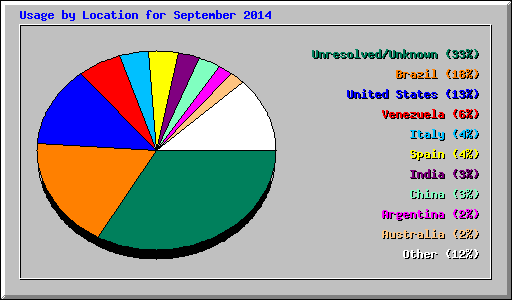 Usage by Location for September 2014
Unresolved/Unknown (33%)
Brazil (18%)
United States (13%)
Venezuela (6%)
Italy (4%)
Spain (4%)
India (3%)
China (3%)
Argentina (2%)
Australia (2%)
Other (12%)